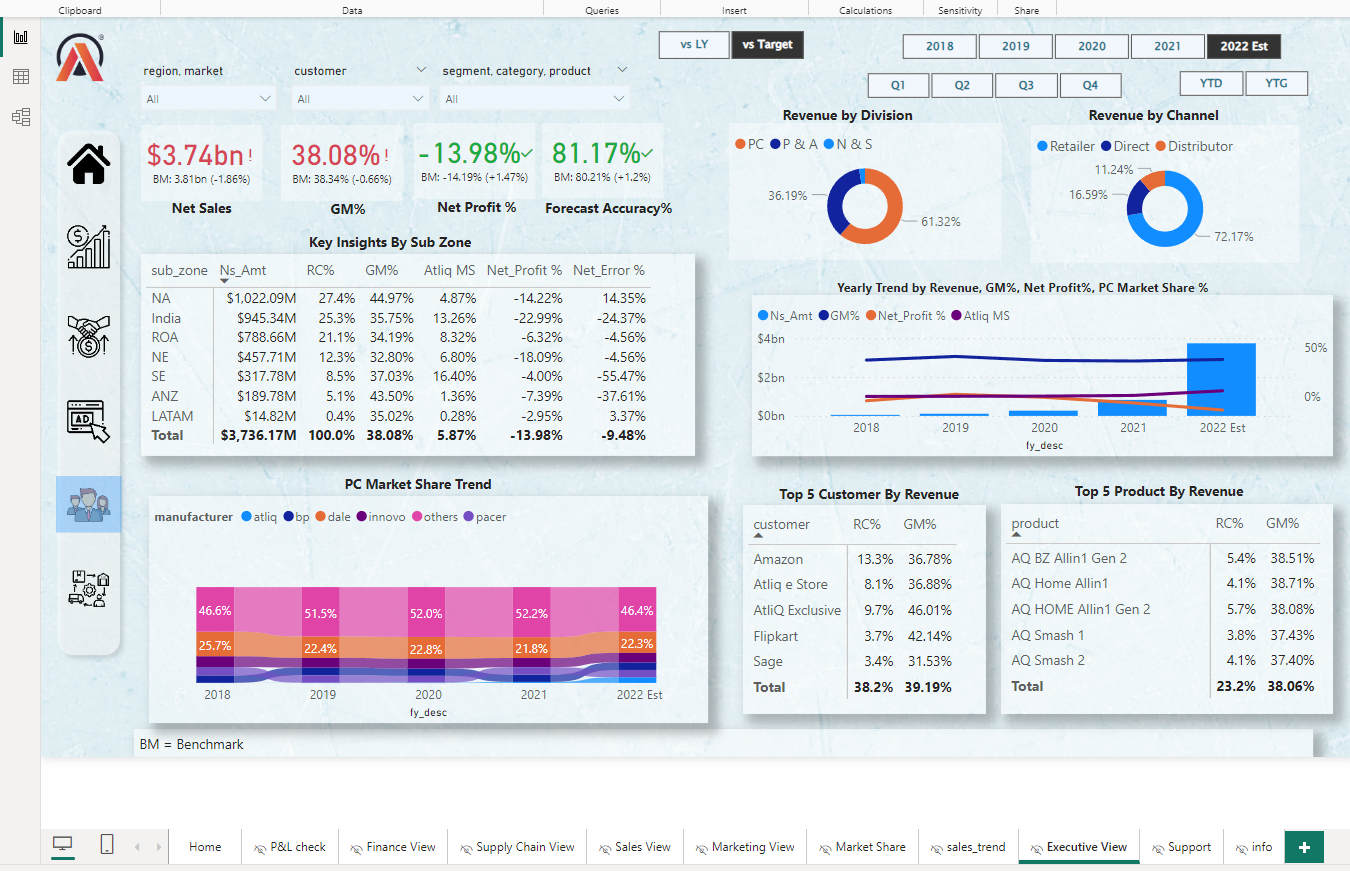 Clipboard Data Queries Insert Calculations Sensitivity Share
vs LY vs Target
2018 2019 2020 2021 2022 Est
region, market customer segment, category, product
All All All
Q1 Q2 Q3 Q4 YTD YTG
$3.74bn!
BM: 3.81bn (-1.86%)
Net Sales
38.08%!
BM: 38.34% (-0.66%)
GM%
-13.98%✓
BM: -14.19% (+1.47%)
Net Profit %
81.17%✓
BM: 80.21% (+1.2%)
Forecast Accuracy%
Revenue by Division
PC P & A N & S
36.19%
61.32%
Revenue by Channel
Retailer Direct Distributor
11.24%
16.59%
72.17%
Key Insights By Sub Zone
sub_zone Ns_Amt RC% GM% Atliq MS Net_Profit % Net_Error %
NA $1,022.09M 27.4% 44.97% 4.87% -14.22% 14.35%
India $945.34M 25.3% 35.75% 13.26% -22.99% -24.37%
ROA $788.66M 21.1% 34.19% 8.32% -6.32% -4.56%
NE $457.71M 12.3% 32.80% 6.80% -18.09% -4.56%
SE $317.78M 8.5% 37.03% 16.40% -4.00% -55.47%
ANZ $189.78M 5.1% 43.50% 1.36% -7.39% -37.61%
LATAM $14.82M 0.4% 35.02% 0.28% -2.95% 3.37%
Total $3,736.17M 100.0% 38.08% 5.87% -13.98% -9.48%
Yearly Trend by Revenue, GM%, Net Profit%, PC Market Share %
Ns_Amt GM% Net_Profit % Atliq MS
$4bn
50%
$2bn
0%
$0bn
2018 2019 2020 2021 2022 Est
fy_desc
PC Market Share Trend
manufacturer atliq bp dale innovo others pacer
46.6% 51.5% 52.0% 52.2% 46.4%
25.7% 22.4% 22.8% 21.8% 22.3%
2018 2019 2020 2021 2022 Est
fy_desc
Top 5 Customer By Revenue
customer RC% GM%
Amazon 13.3% 36.78%
Atliq e Store 8.1% 36.88%
AtliQ Exclusive 9.7% 46.01%
Flipkart 3.7% 42.14%
Sage 3.4% 31.53%
Total 38.2% 39.19%
Top 5 Product By Revenue
product RC% GM%
AQ BZ Allin1 Gen 2 5.4% 38.51%
AQ Home Allin1 4.1% 38.71%
AQ HOME Allin1 Gen 2 5.7% 38.08%
AQ Smash 1 3.8% 37.43%
AQ Smash 2 4.1% 37.40%
Total 23.2% 38.06%
AD
BM = Benchmark
Home P&L check Finance View Supply Chain View Sales View Marketing View Market Share sales_trend Executive View Support info +